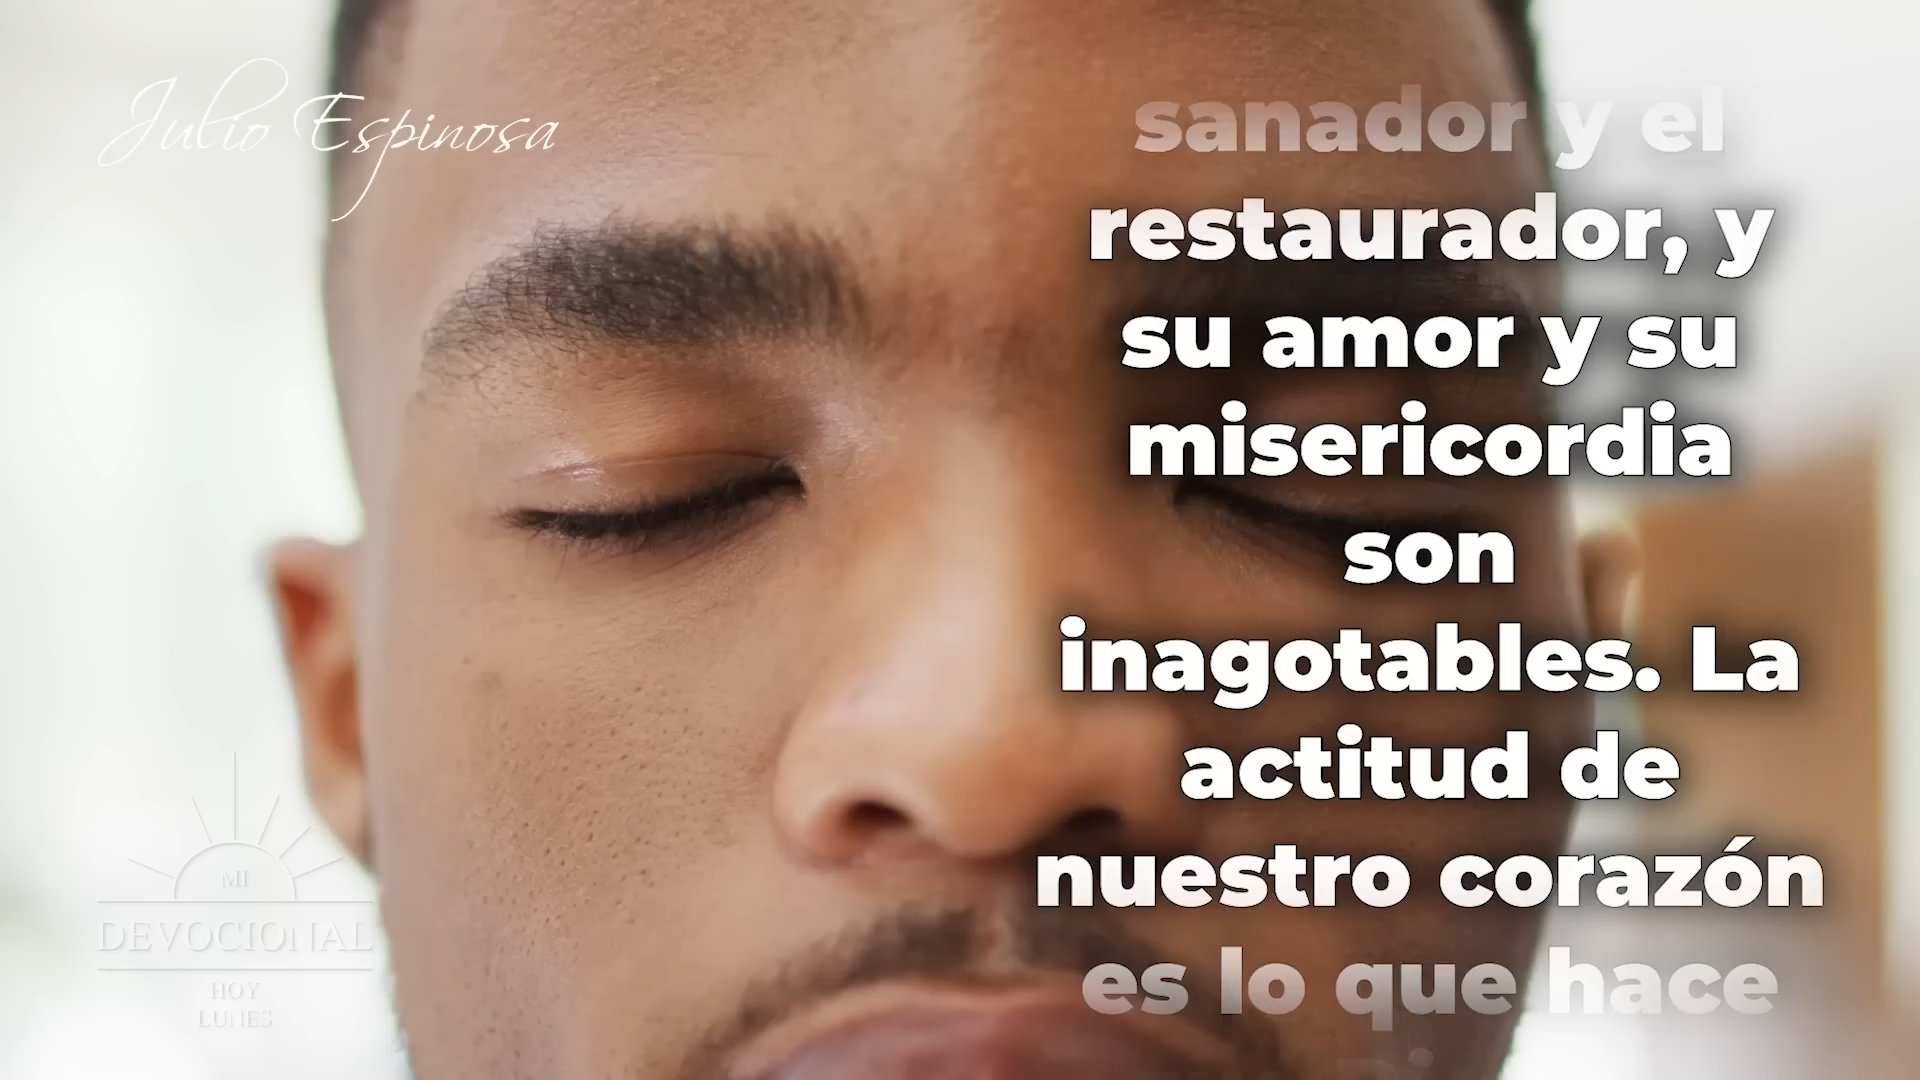 Julio Espinosa
sanador y el
restaurador, y
su amor y su
misericordia
son
inagotables. La
actitud de
nuestro corazón
es lo que hace
MI
DEVOCIONAL
HOY
LUNES